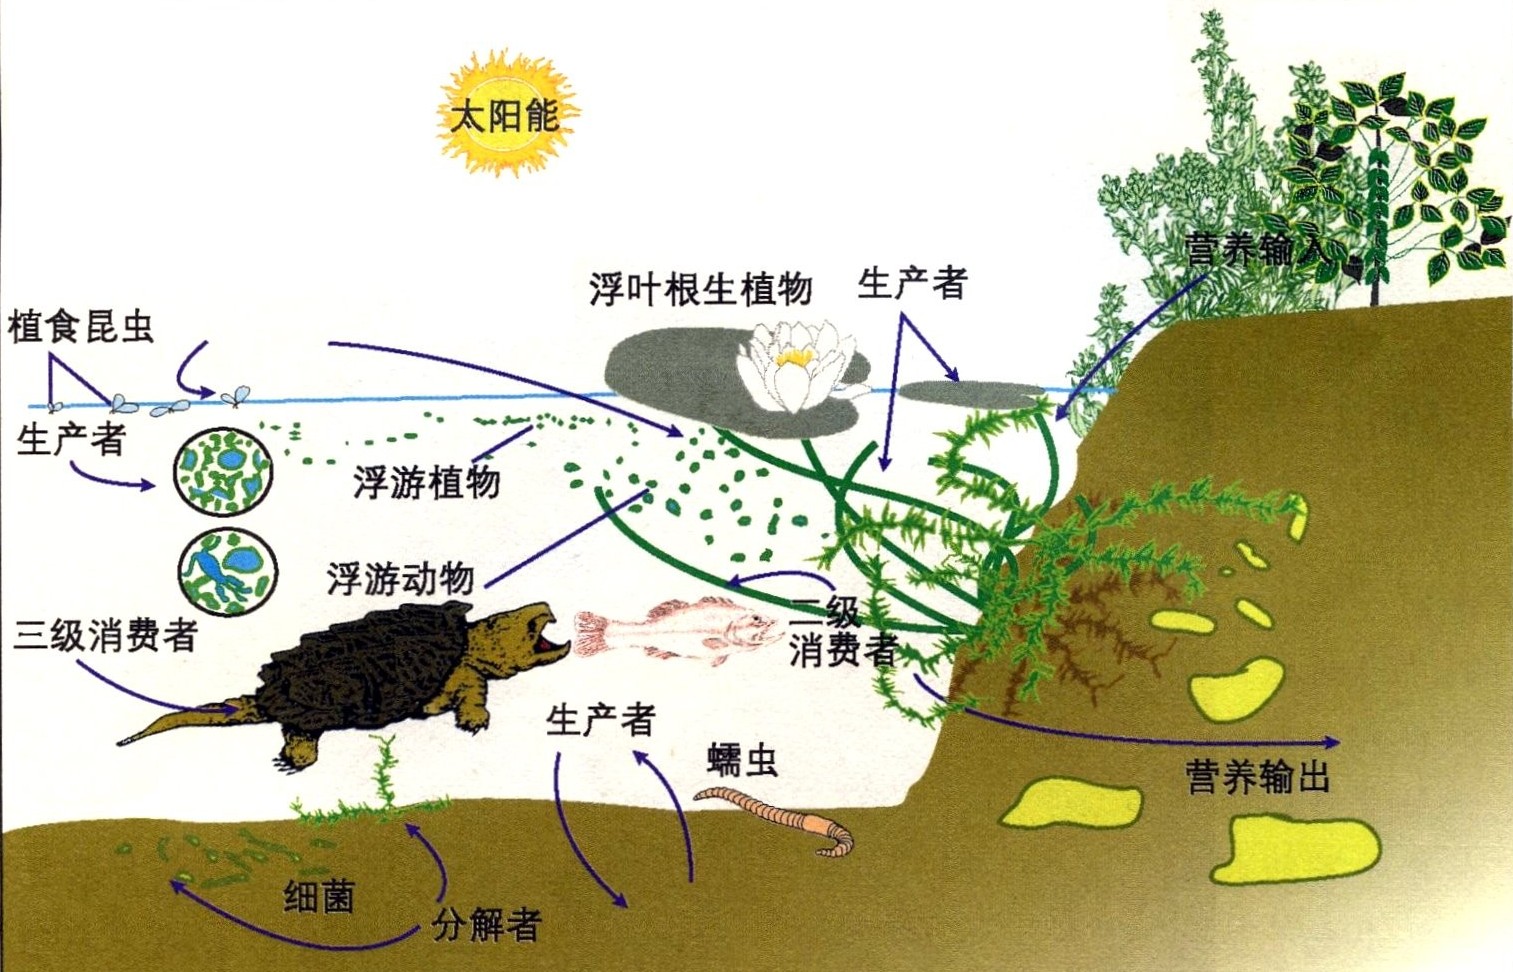 太阳能
营养输入
浮叶根生植物
生产者
植食昆虫
生产者
浮游植物
浮游动物
三级消费者
二级
消费者
生产者
蠕虫
营养输出
细菌
分解者